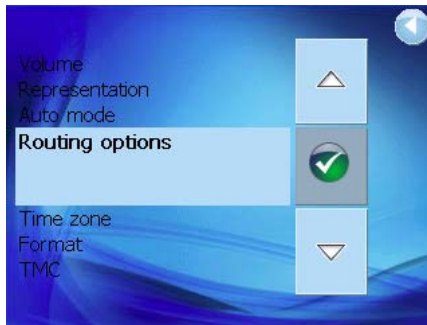 Volume
Representation
Auto mode
Routing options
Time zone
Format
TMC